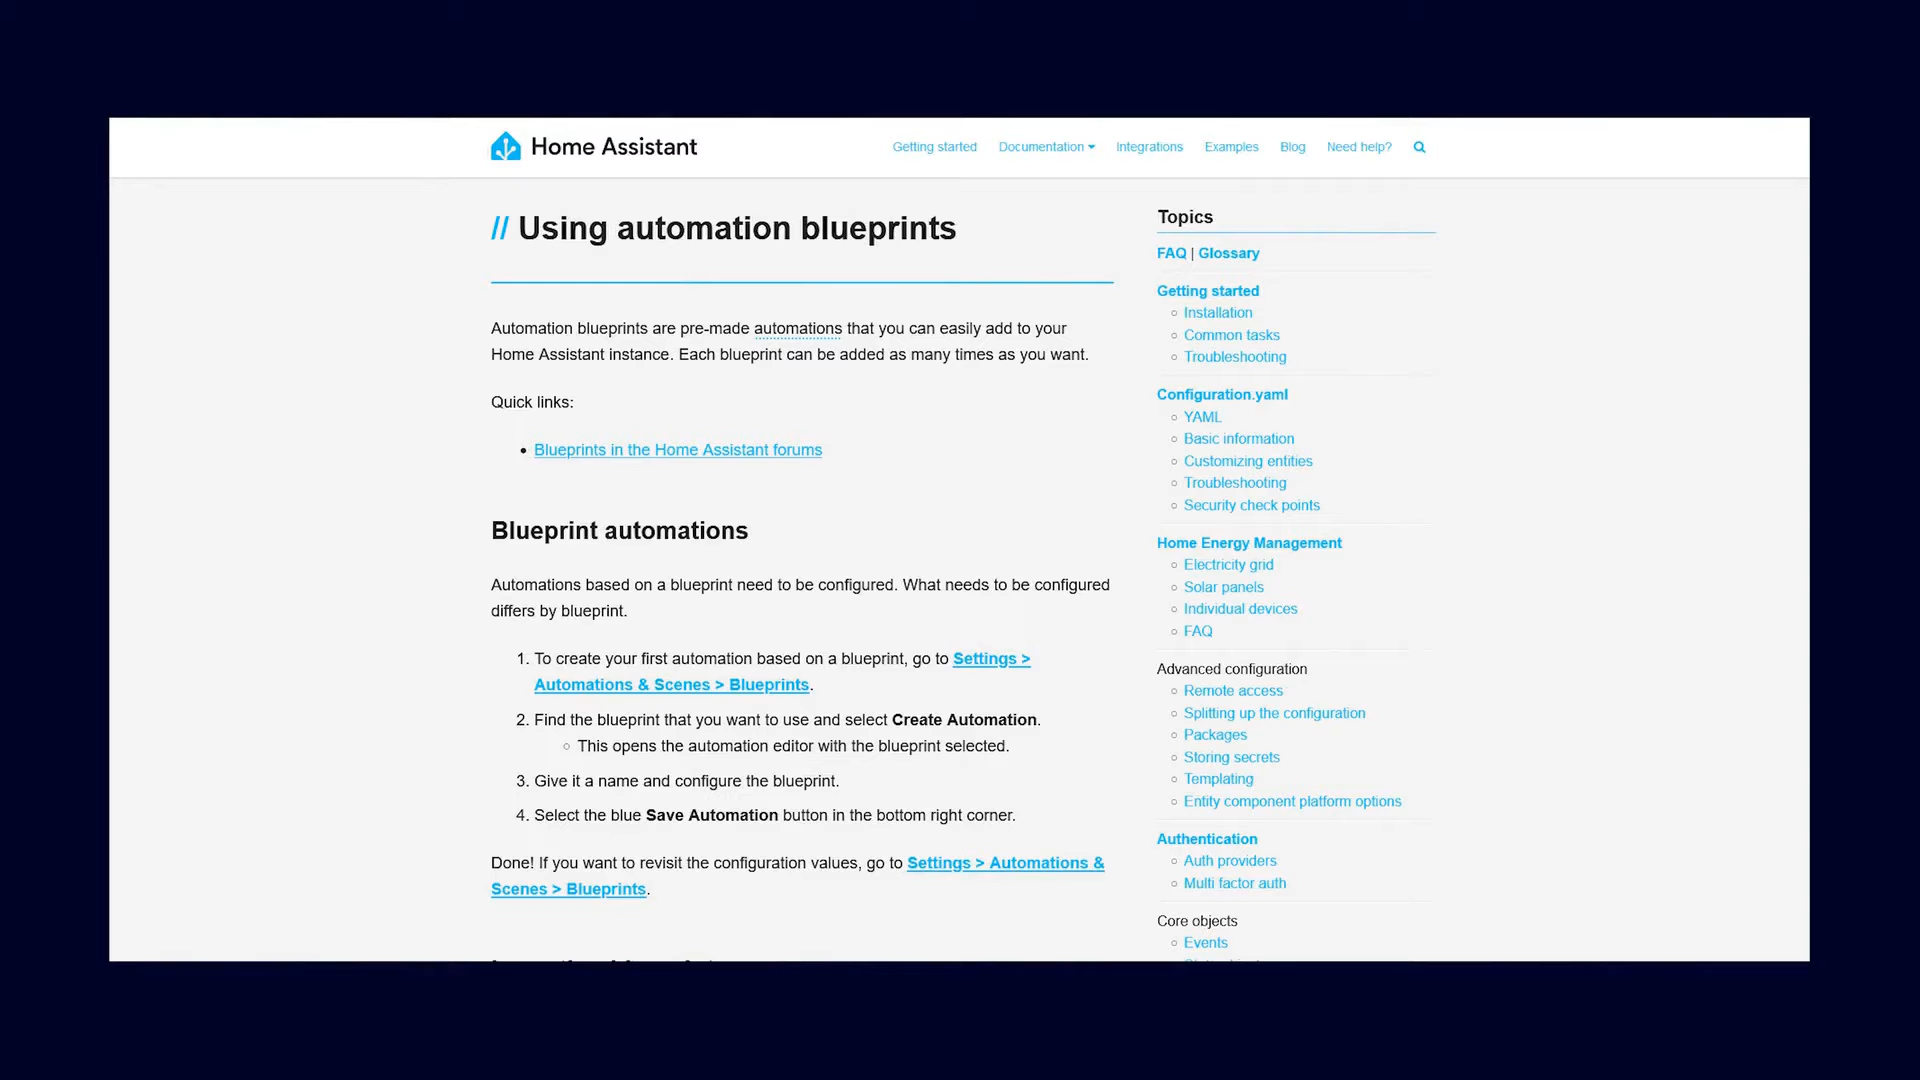 Home Assistant
Getting started
Documentation
Integrations
Examples
Blog
Need help?
// Using automation blueprints
Automation blueprints are pre-made automations that you can easily add to your
Home Assistant instance. Each blueprint can be added as many times as you want.
Quick links:
• Blueprints in the Home Assistant forums
Blueprint automations
Automations based on a blueprint need to be configured. What needs to be configured
differs by blueprint.
1. To create your first automation based on a blueprint, go to Settings >
Automations & Scenes > Blueprints.
2. Find the blueprint that you want to use and select Create Automation.
○ This opens the automation editor with the blueprint selected.
3. Give it a name and configure the blueprint.
4. Select the blue Save Automation button in the bottom right corner.
Done! If you want to revisit the configuration values, go to Settings > Automations &
Scenes > Blueprints.
Topics
FAQ | Glossary
Getting started
○ Installation
○ Common tasks
○ Troubleshooting
Configuration.yaml
○ YAML
○ Basic information
○ Customizing entities
○ Troubleshooting
○ Security check points
Home Energy Management
○ Electricity grid
○ Solar panels
○ Individual devices
○ FAQ
Advanced configuration
○ Remote access
○ Splitting up the configuration
○ Packages
○ Storing secrets
○ Templating
○ Entity component platform options
Authentication
○ Auth providers
○ Multi factor auth
Core objects
○ Events